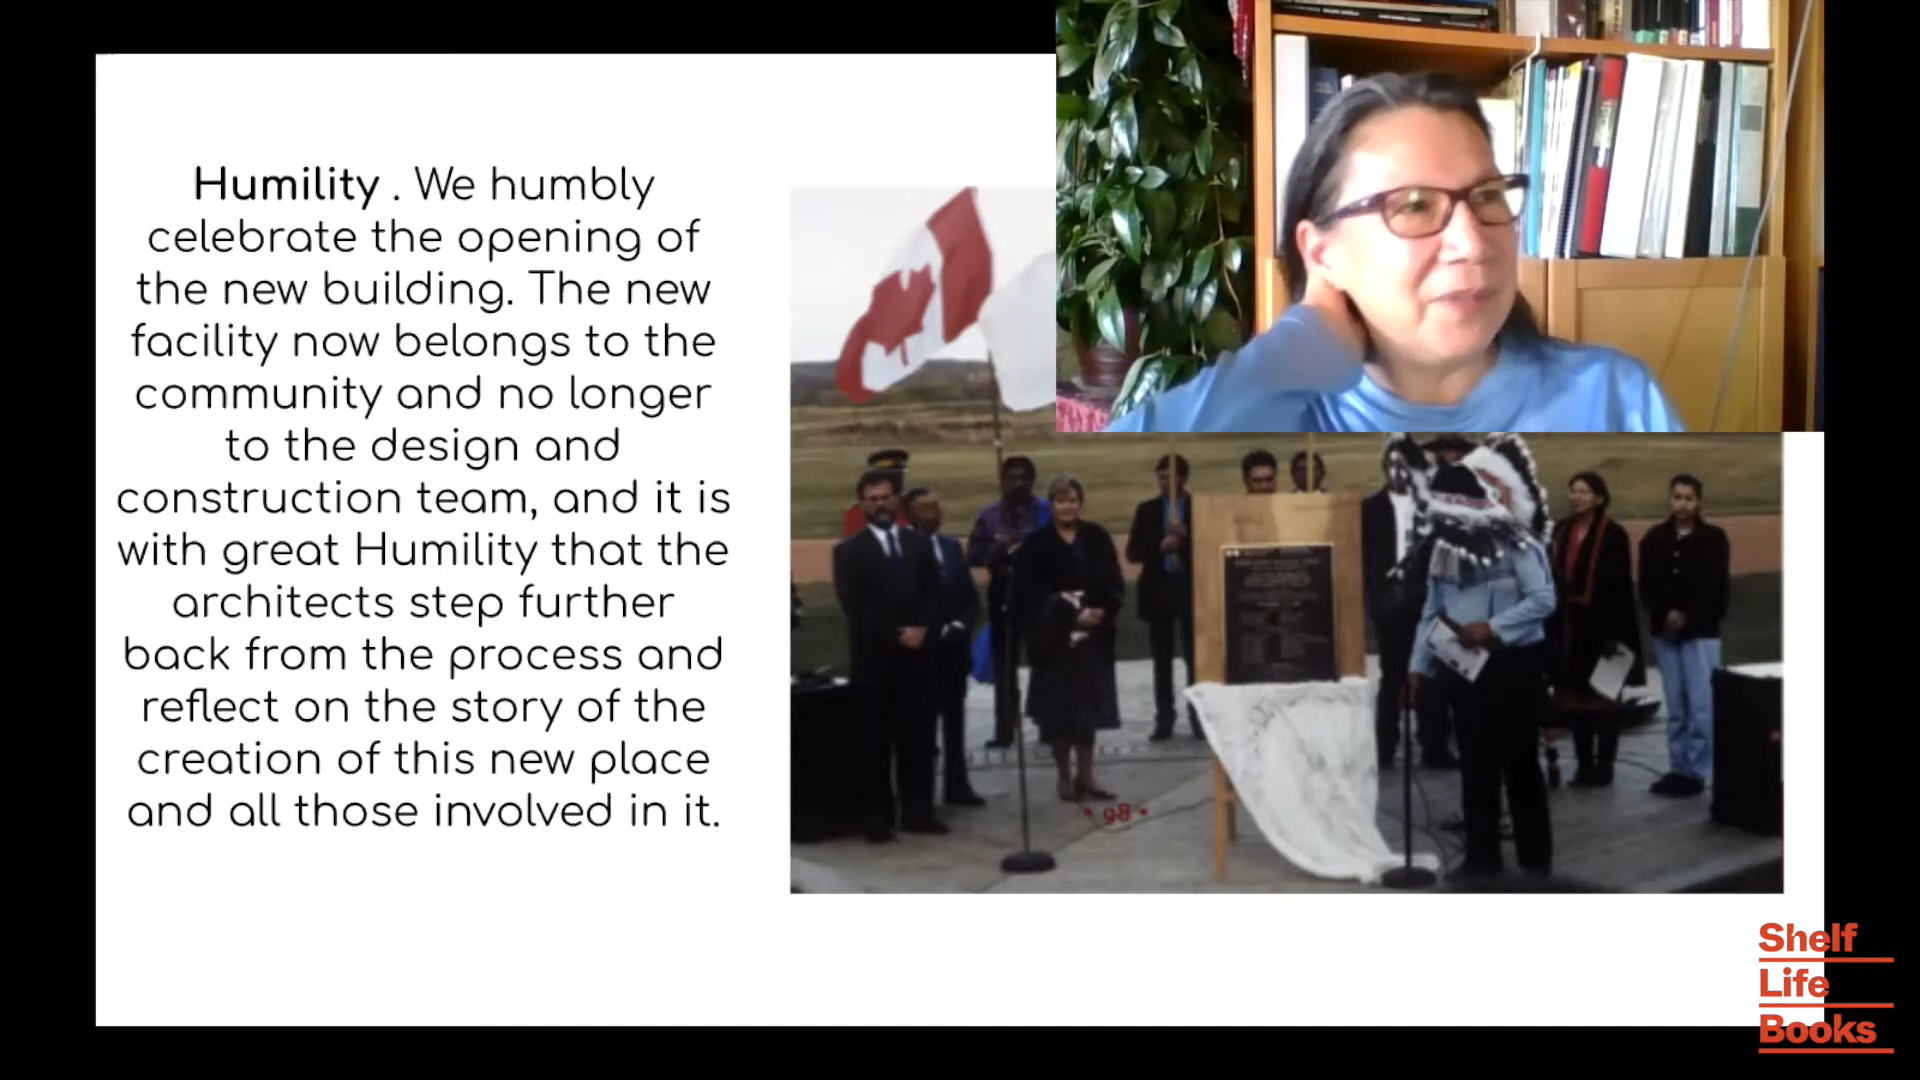 Humility . We humbly
celebrate the opening of
the new building. The new
facility now belongs to the
community and no longer
to the design and
construction team, and it is
with great Humility that the
architects step further
back from the process and
reflect on the story of the
creation of this new place
and all those involved in it.
98
Shelf
Life
Books